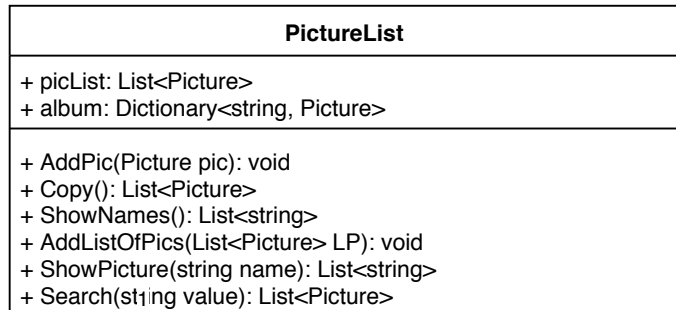 PictureList
+ picList: List<Picture>
+ album: Dictionary<string, Picture>
+ AddPic(Picture pic): void
+ Copy(): List<Picture>
+ ShowNames(): List<string>
+ AddListOfPics(List<Picture> LP): void
+ ShowPicture(string name): List<string>
+ Search(st1ing value): List<Picture>